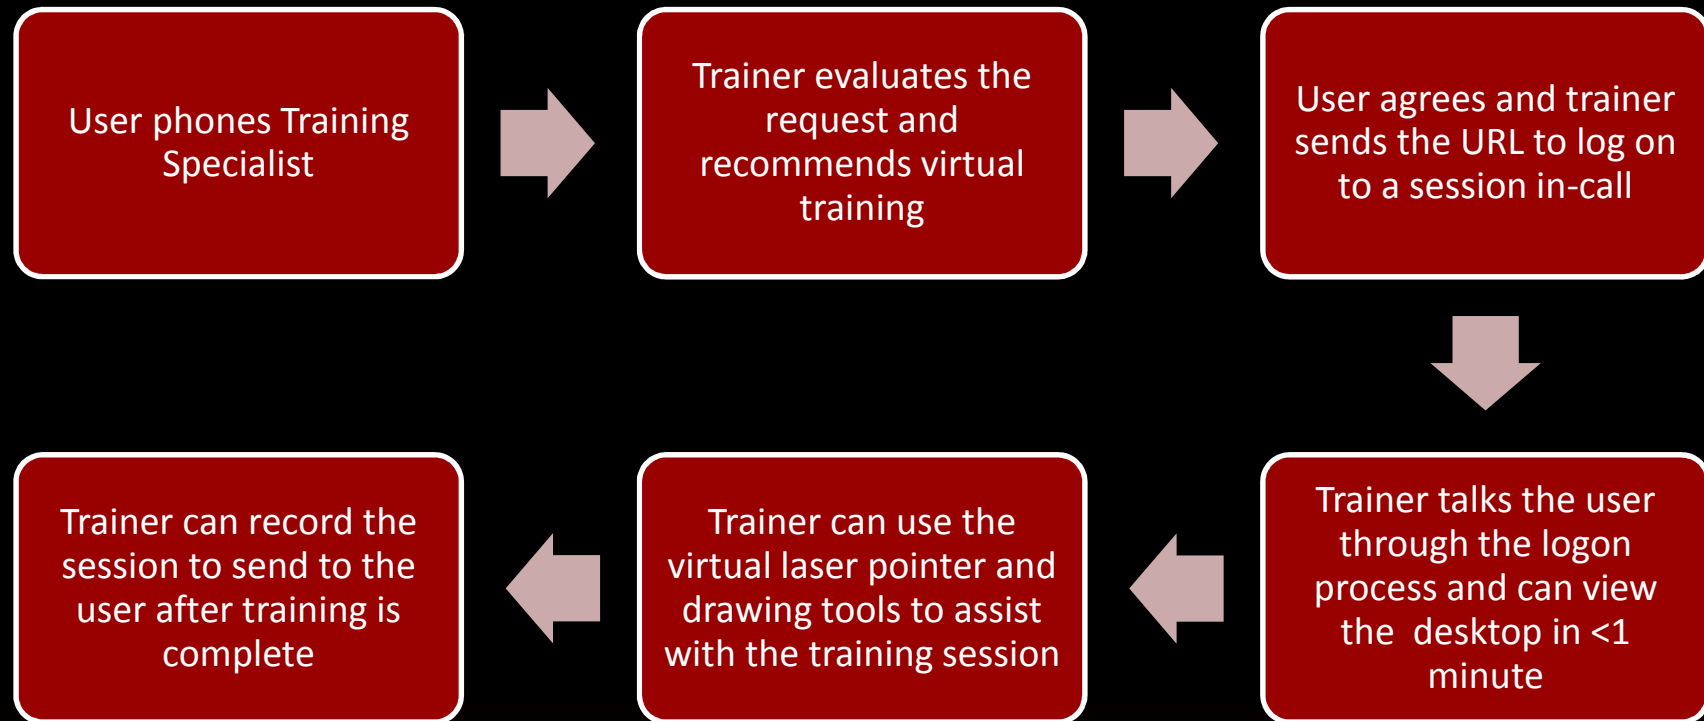 User phones Training
Specialist
Trainer evaluates the
request and
recommends virtual
training
User agrees and trainer
sends the URL to log on
to a session in-call
Trainer talks the user
through the logon
process and can view
the  desktop in <1
minute
Trainer can use the
virtual laser pointer and
drawing tools to assist
with the training session
Trainer can record the
session to send to the
user after training is
complete